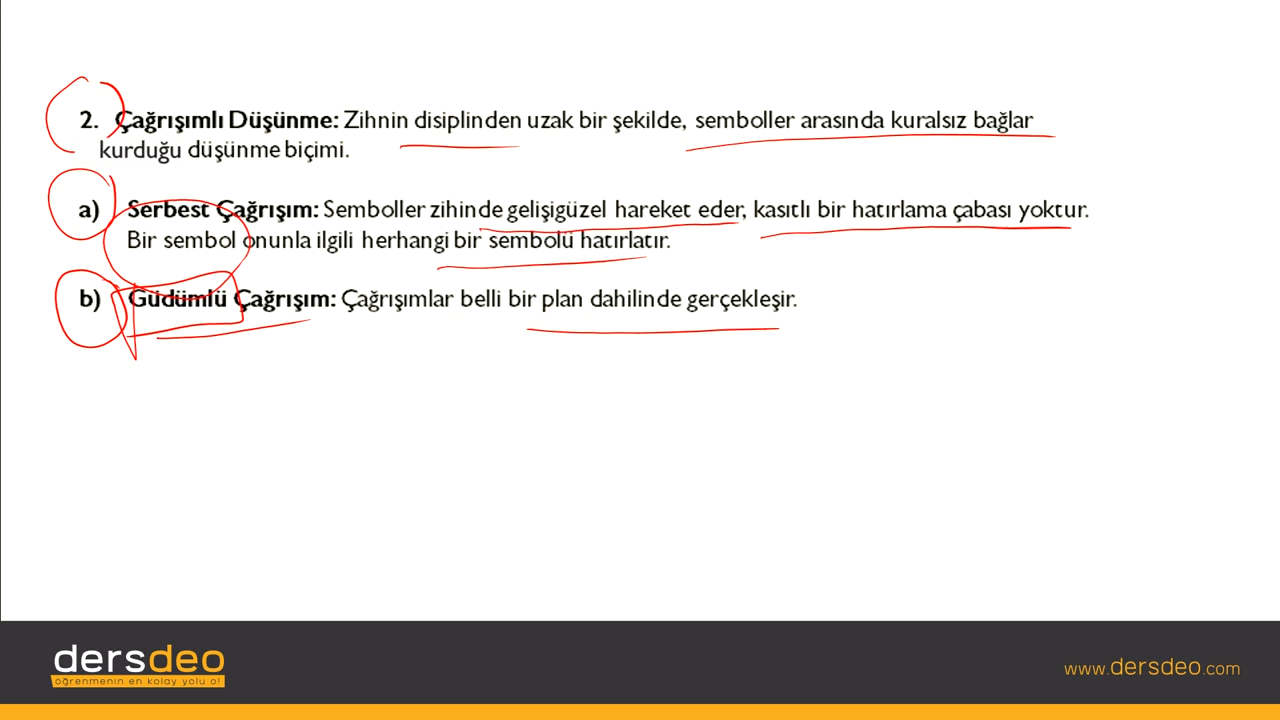 2. Çağrışımlı Düşünme: Zihnin disiplinden uzak bir şekilde, semboller arasında kuralsız bağlar
kurduğu düşünme biçimi.
a) Serbest Çağrışım: Semboller zihinde gelişigüzel hareket eder, kasıtlı bir hatırlama çabası yoktur.
Bir sembol onunla ilgili herhangi bir sembolü hatırlatır.
b) Güdümlü Çağrışım: Çağrışımlar belli bir plan dahilinde gerçekleşir.
dersdeo
öğrenmenin en kolay yolu o!
www.dersdeo.com